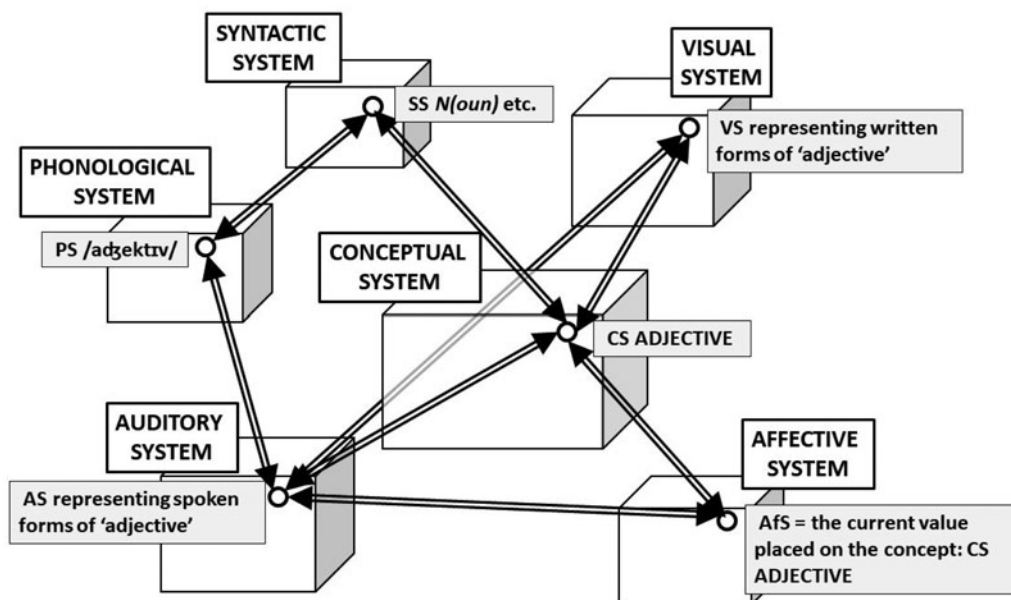 SYNTACTIC
SYSTEM
SS N(oun) etc.
VISUAL
SYSTEM
VS representing written
forms of ‘adjective’
PHONOLOGICAL
SYSTEM
PS /adʒektɪv/
CONCEPTUAL
SYSTEM
CS ADJECTIVE
AUDITORY
SYSTEM
AS representing spoken
forms of ‘adjective’
AFFECTIVE
SYSTEM
AfS = the current value
placed on the concept: CS
ADJECTIVE